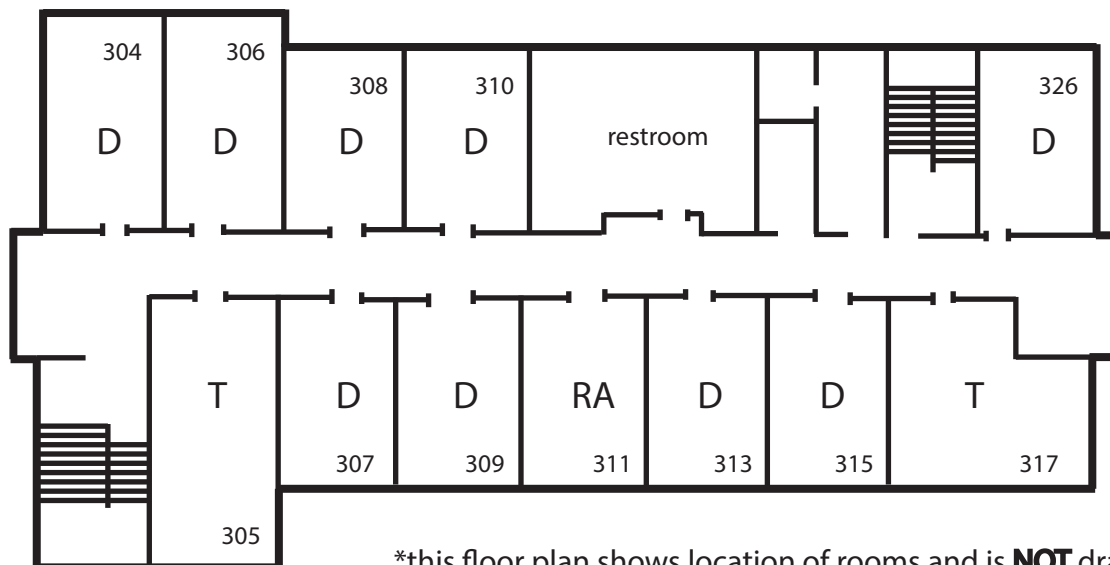 304
306
308
310
326
D
D
D
D
restroom
D
T
D
D
RA
D
D
T
307
309
311
313
315
317
305
*this floor plan shows location of rooms and is NOT dra